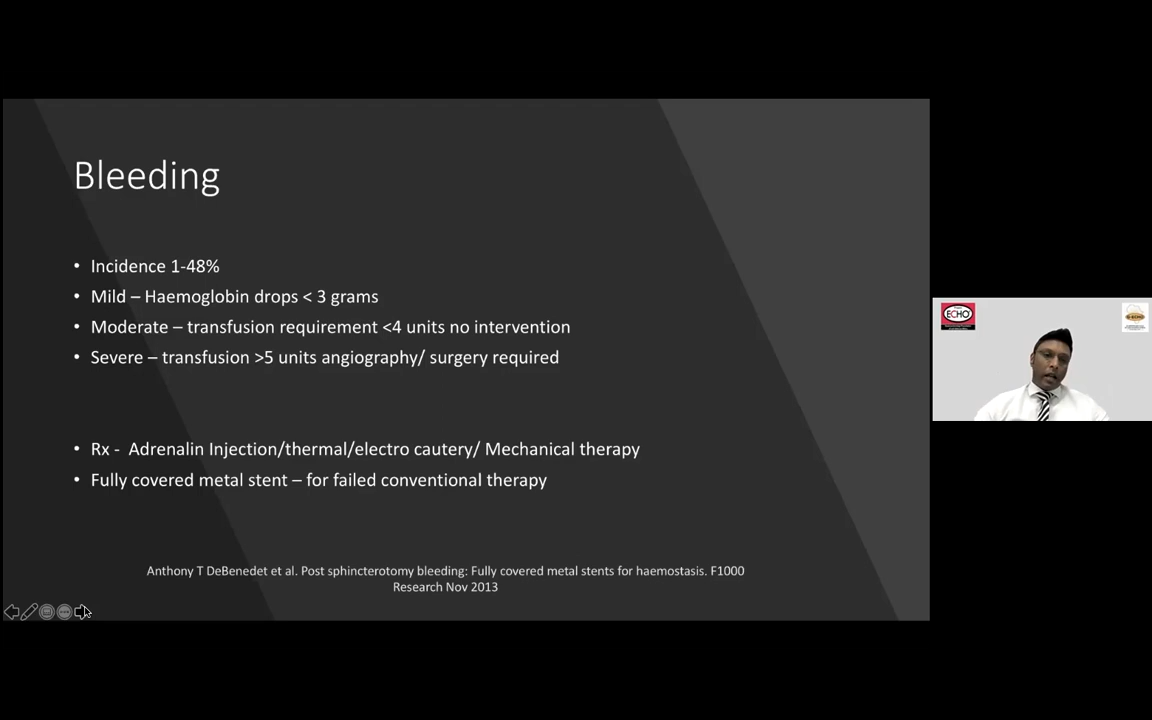 Bleeding
• Incidence 1-48%
• Mild – Haemoglobin drops < 3 grams
• Moderate – transfusion requirement <4 units no intervention
• Severe – transfusion >5 units angiography/ surgery required
• Rx - Adrenalin Injection/thermal/electro cautery/ Mechanical therapy
• Fully covered metal stent – for failed conventional therapy
Anthony T DeBenedet et al. Post sphincterotomy bleeding: Fully covered metal stents for haemostasis. F1000
Research Nov 2013
ECHO